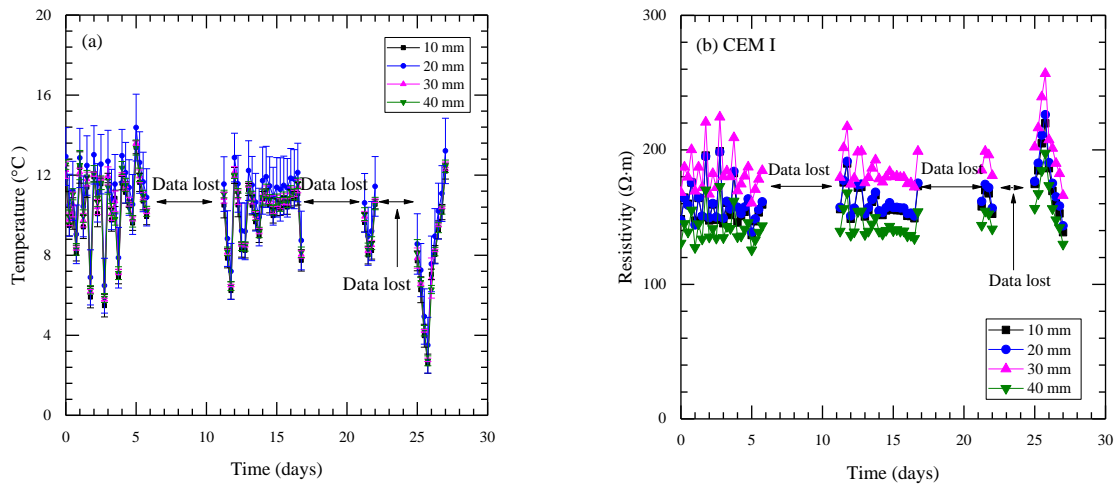 (a)
10 mm
20 mm
30 mm
40 mm
Data lost
Data lost
Data lost
Temperature (°C)
20
16
12
8
4
0
0 5 10 15 20 25 30
Time (days)
(b) CEM I
Data lost
Data lost
Data lost
10 mm
20 mm
30 mm
40 mm
Resistivity (Ω·m)
300
200
100
0
0 5 10 15 20 25 30
Time (days)